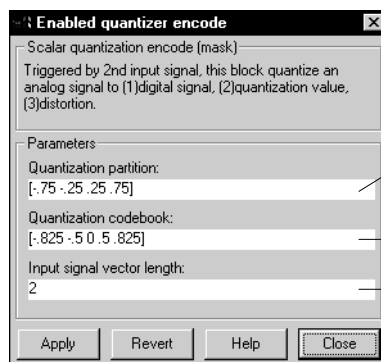 Enabled quantizer encode
Scalar quantization encode (mask)
Triggered by 2nd input signal, this block quantize an
analog signal to (1)digital signal, (2)quantization value,
(3)distortion.
Parameters
Quantization partition:
[-.75 -.25 .25 .75]
Quantization codebook:
[-.825 -.5 0 .5 .825]
Input signal vector length:
2
Apply Revert Help Close